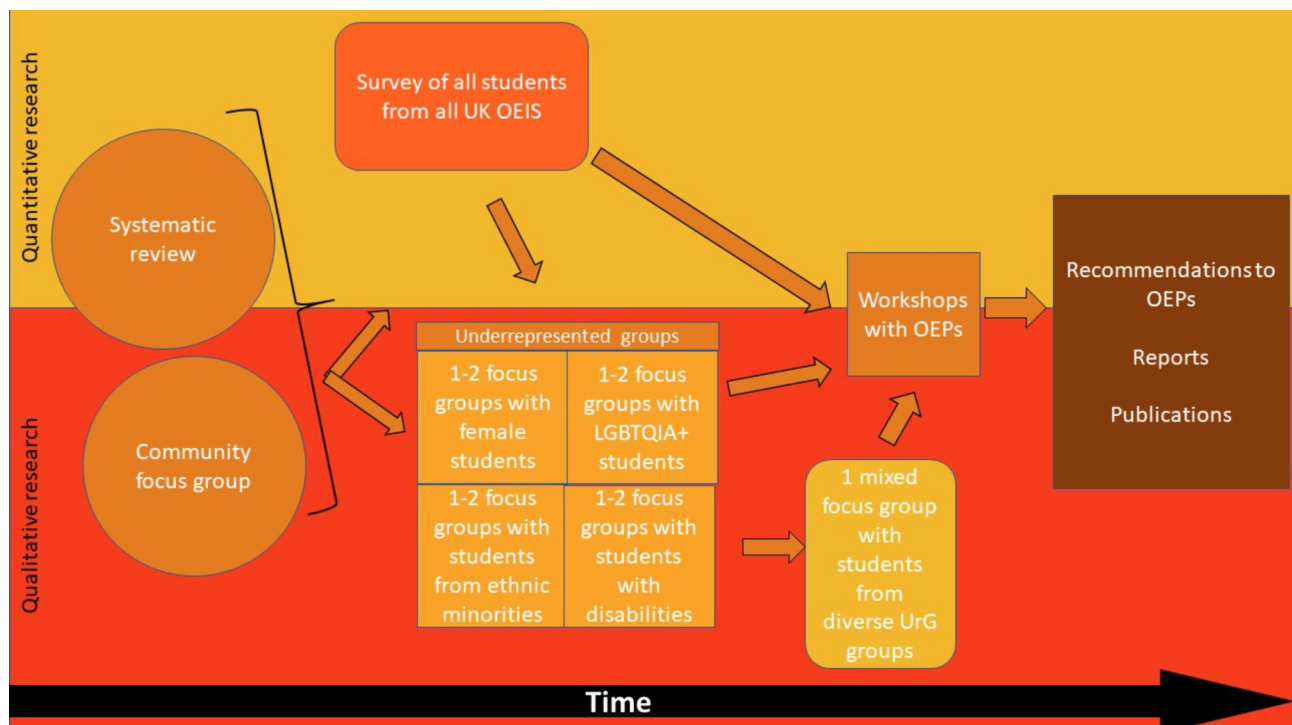 Quantitative research
Qualitative research
Systematic
review
Community
focus group
Survey of all students
from all UK OEIS
Underrepresented groups
1-2 focus
groups with
female
students
1-2 focus
groups with
LGBTQIA+
students
1-2 focus
groups with
students
from ethnic
minorities
1-2 focus
groups with
students
with
disabilities
1 mixed
focus group
with
students
from
diverse UrG
groups
Workshops
with OEPs
Recommendations to
OEPs
Reports
Publications
Time